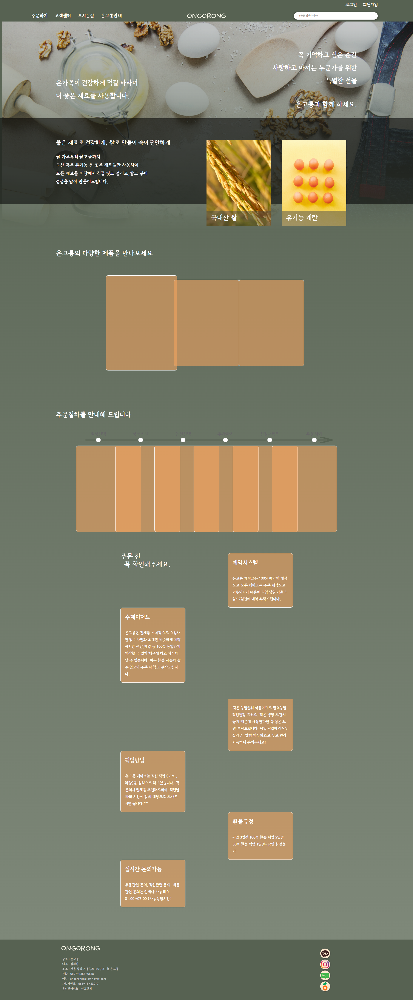 로그인 회원가입
주문하기 고객센터 오시는길 온고롱안내
ONGORONG
제품을 검색하세요!
꼭 기억하고 싶은 순간
사랑하고 아끼는 누군가를 위한
특별한 선물
온고롱과 함께 하세요.
온가족이 건강하게 먹길 바라며
더 좋은 재료를 사용합니다.
좋은 재료로 건강하게, 쌀로 만들어 속이 편안하게
쌀 가루부터 팥고물까지
국산 혹은 유기농 등 좋은 재료들만 사용하여
모든 재료를 매장에서 직접 씻고,불리고,빻고,볶아
정성을 담아 만들어드립니다.
국내산 쌀
유기농 계란
온고롱의 다양한 제품을 만나보세요
주문절차를 안내해 드립니다
주문 전
꼭 확인해주세요.
예약시스템
온고롱 케이크는 100% 예약제 매장
으로 모든 케이크는 주문 제작으로
이루어지기 때문에 픽업 당일 기준 3
일~7일전에 예약 부탁드립니다.
수제디저트
온고롱은 전제품 수제작으로 요청사
진 및 디자인과 최대한 비슷하게 제작
하지만 색감,배열 등 100% 동일하게
제작할 수 없기 때문에 다소 차이가
날 수 있습니다. 이는 환불 사유가 될
수 없으니 주문 시 참고 부탁드립니
다.
떡은 당일섭취 식품이므로 필요당일
픽업권장 드려요. 떡은 냉장 보관시
굳기 때문에 사용전까진 꼭 실온 보
관 부탁드립니다. 당일 픽업이 어려우
실경우, 쌀찜 제누와즈로 무료 변경
가능하니 문의주세요!
픽업방법
온고롱 케이크는 직접 픽업 (도보 ,
차량)을 원칙으로 하고있습니다. 퀵
문의시 업체를 추천해드리며, 픽업날
짜와 시간에 맞춰 매장으로 보내주
시면 됩니다!^^
환불규정
픽업 3일전 100% 환불 픽업 2일전
50% 환불 픽업 1일전~당일 환불불
가
실시간 문의가능
주문관련 문의, 픽업관련 문의, 제품
관련 문의는 언제나 가능해요.
01:00~07:00 (자동상담시간)
ONGORONG
상호 : 온고롱
대표 : 김희진
주소 : 서울 중랑구 동일로160길 8 1층 온고롱
전화 : 0507-1358-0638
메일 : ongorongcake@naver.com
사업자번호 : 665-13-33017
통신판매번호 : 신고면제
TALK
blog